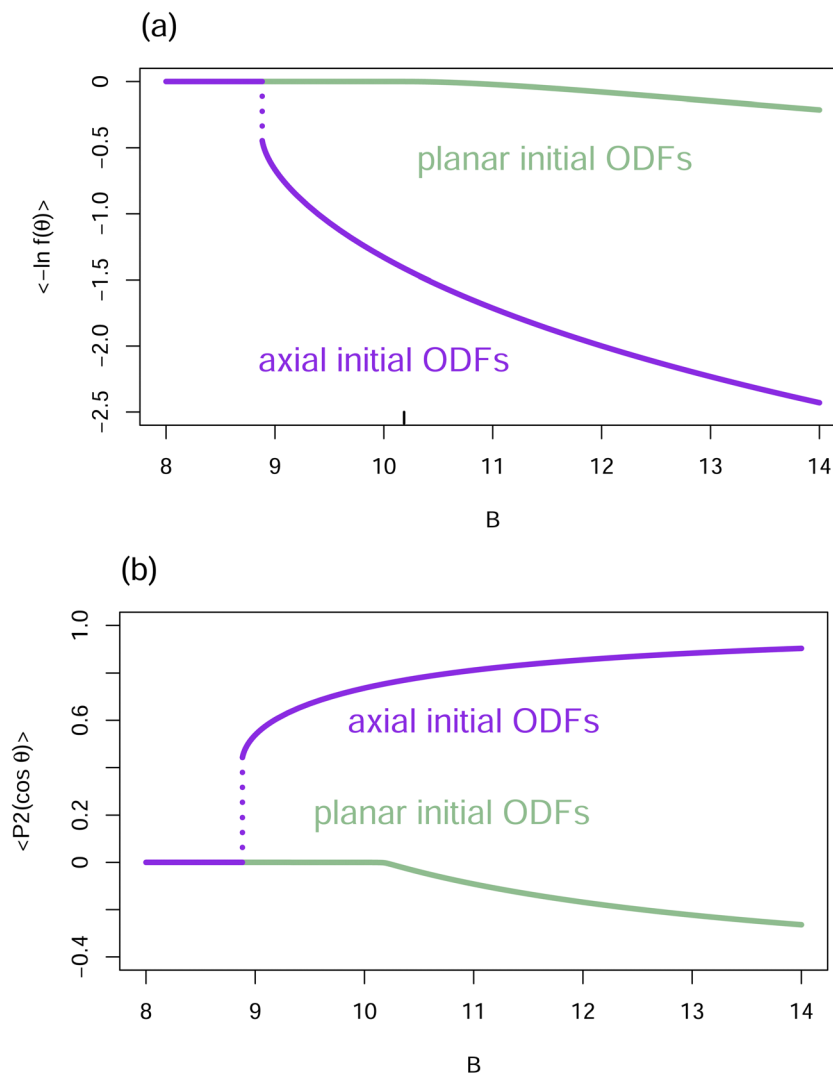 (a)
0
−0.5
−1.0
−1.5
−2.0
−2.5
<-ln f(θ)>
planar initial ODFs
axial initial ODFs
8 9 10 11 12 13 14
B
(b)
1.0
0.6
0.2
0
−0.4
<P2(cos θ)>
axial initial ODFs
planar initial ODFs
8 9 10 11 12 13 14
B